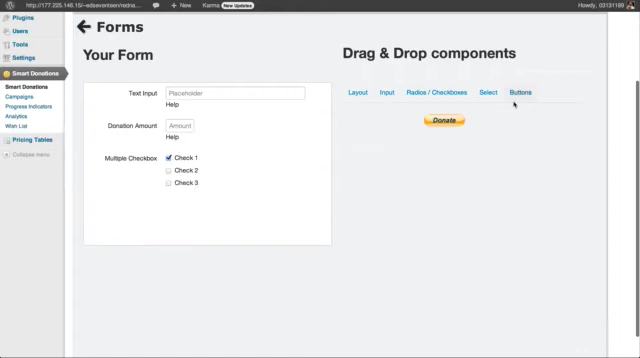 http://177.225.146.15/~edseventeen/redna
+ New
Karma New Updates
Howdy, 03131189
Plugins
Users
Tools
Settings
Smart Donations
Smart Donations
Campaigns
Progress Indicators
Analytics
Wish List
Pricing Tables
Collapse menu
Forms
Your Form
Text Input
Placeholder
Help
Donation Amount
Amount
Help
Multiple Checkbox
Check 1
Check 2
Check 3
Drag & Drop components
Layout
Input
Radios / Checkboxes
Select
Buttons
Donate